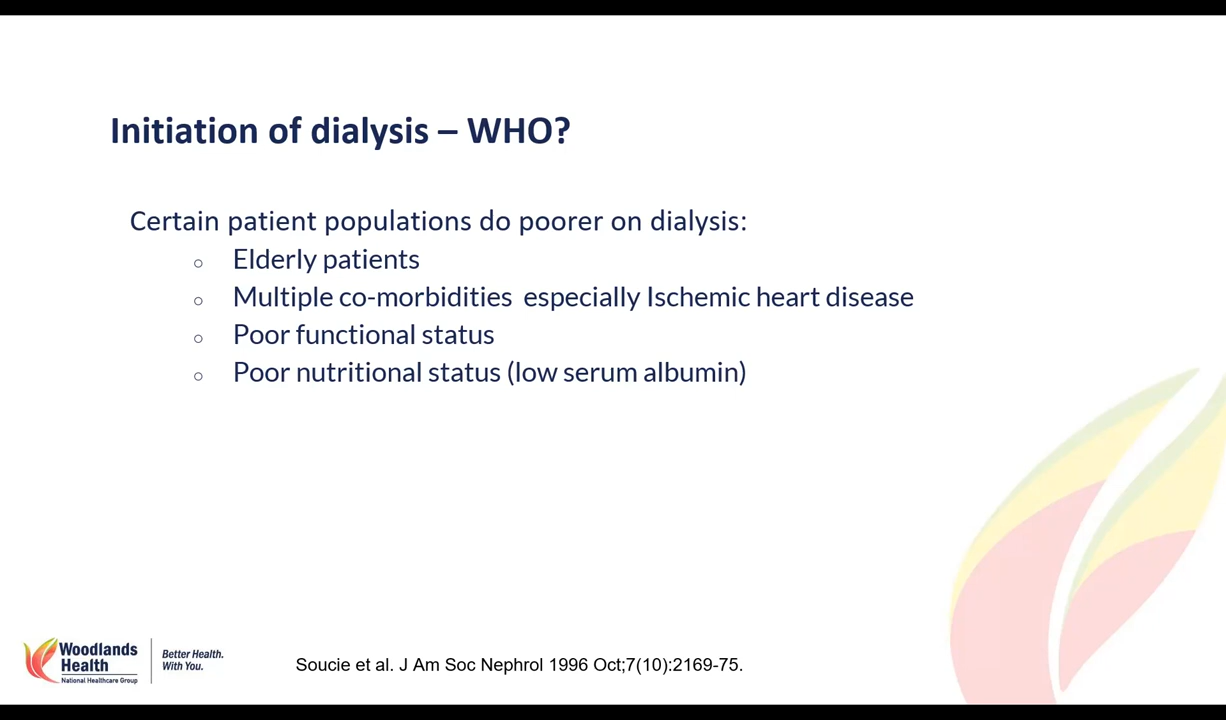 Initiation of dialysis – WHO?
Certain patient populations do poorer on dialysis:
○ Elderly patients
○ Multiple co-morbidities  especially Ischemic heart disease
○ Poor functional status
○ Poor nutritional status (low serum albumin)
Woodlands
Health
National Healthcare Group
Better Health.
With You.
Soucie et al. J Am Soc Nephrol 1996 Oct;7(10):2169-75.